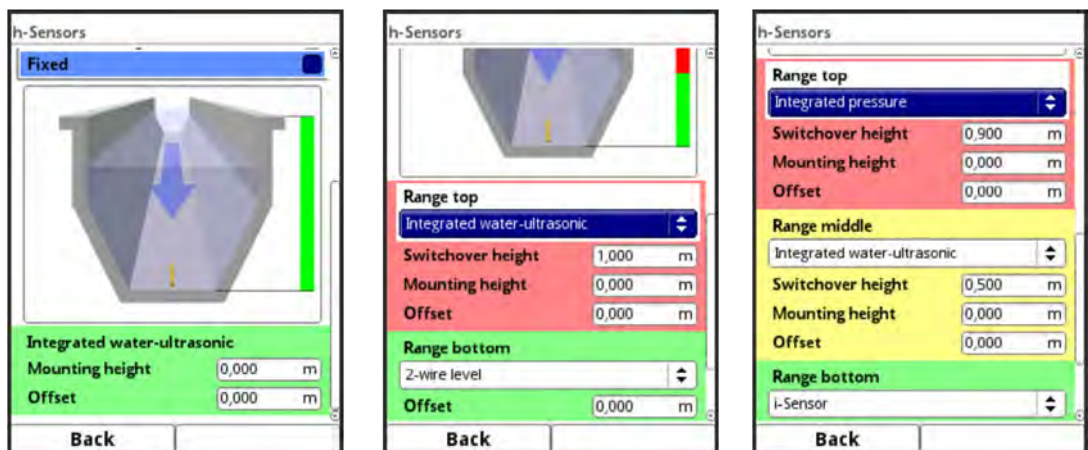 h-Sensors
Fixed
Integrated water-ultrasonic
Mounting height 0,000 m
Offset 0,000 m
Back
h-Sensors
Range top
Integrated water-ultrasonic
Switchover height 1,000 m
Mounting height 0,000 m
Offset 0,000 m
Range bottom
2-wire level
Offset 0,000 m
Back
h-Sensors
Range top
Integrated pressure
Switchover height 0,900 m
Mounting height 0,000 m
Offset 0,000 m
Range middle
Integrated water-ultrasonic
Switchover height 0,500 m
Mounting height 0,000 m
Offset 0,000 m
Range bottom
i-Sensor
Back